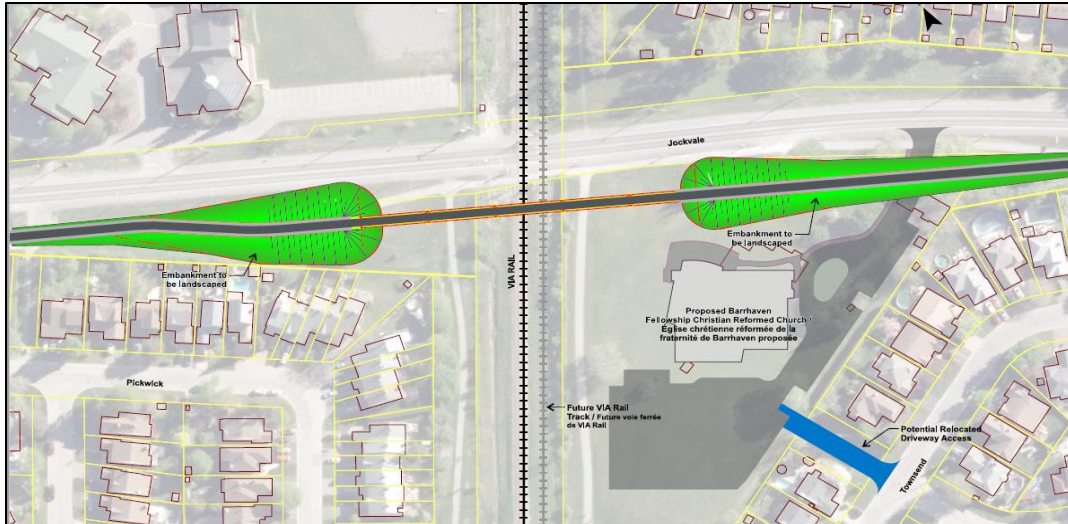 Jockvale
Embankment to
be landscaped
Embankment to
be landscaped
VIA RAIL
Proposed Barrhaven
Fellowship Christian Reformed Church /
Église chrétienne réformée de la
fraternité de Barrhaven proposée
Pickwick
Future VIA Rail
Track / Future voie ferrée
de VIA Rail
Potential Relocated
Driveway Access
Townsend